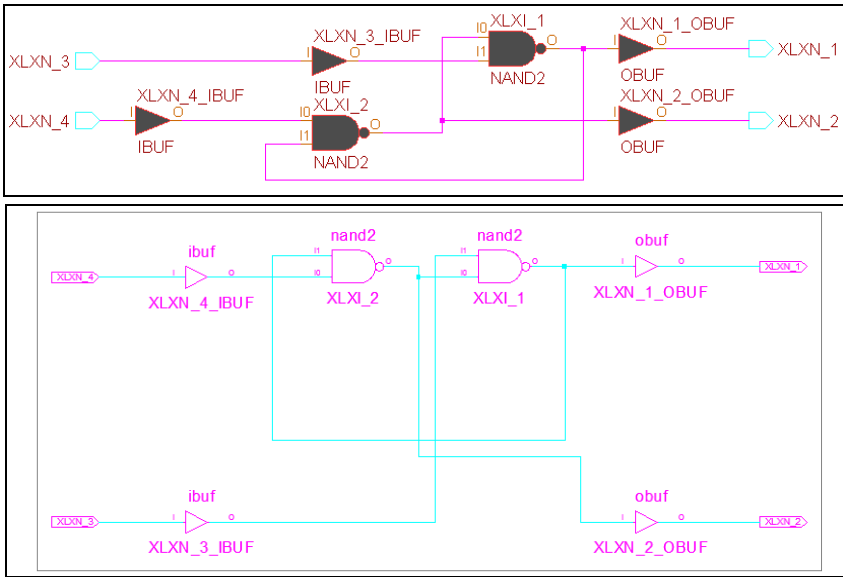 XLXI_1
XLXN_3_IBUF
XLXN_1_OBUF
I0
O
I O
I1
I O
XLXN_3
XLXN_1
IBUF
NAND2
OBUF
XLXN_4_IBUF
XLXI_2
XLXN_2_OBUF
I O
I0
O
I O
XLXN_4
XLXN_2
I1
IBUF
OBUF
NAND2
nand2 nand2
ibuf obuf
I1 I1
XLXN_4 I O I0 O I0 O I O XLXN_1
XLXI_2 XLXI_1
XLXN_4_IBUF XLXN_1_OBUF
ibuf obuf
XLXN_3 I O I O XLXN_2
XLXN_3_IBUF XLXN_2_OBUF